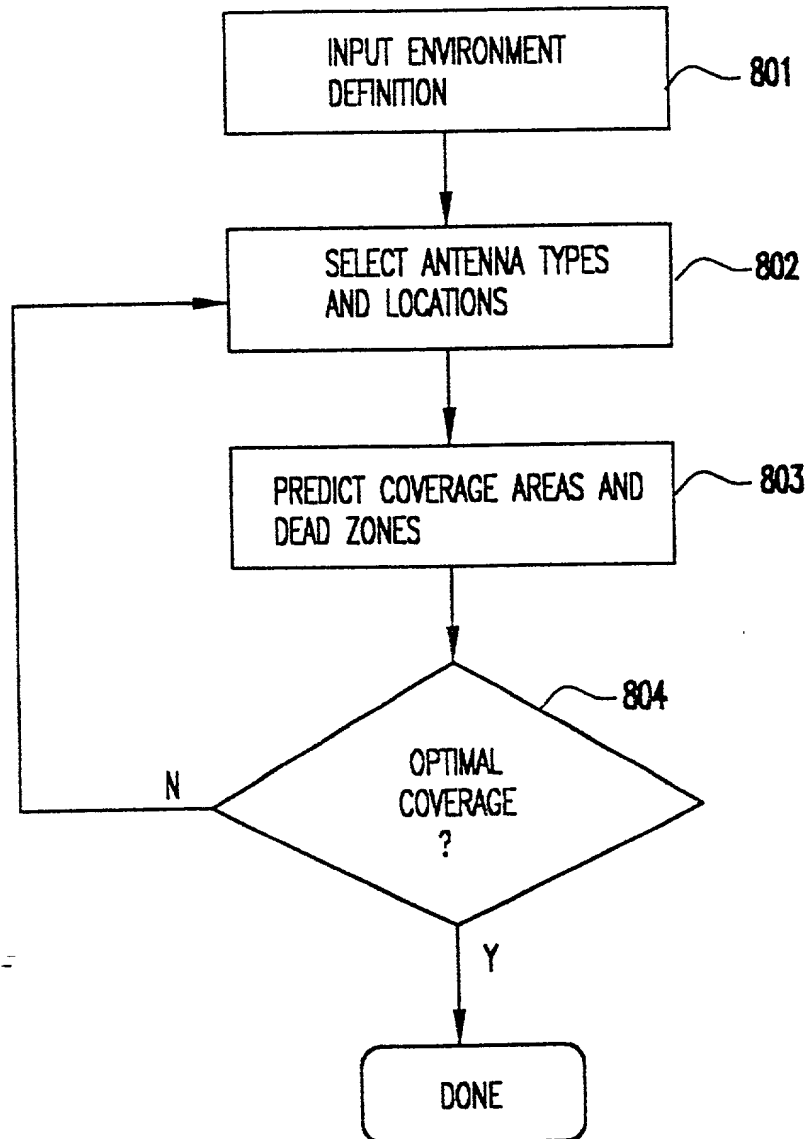 INPUT ENVIRONMENT
DEFINITION
801
SELECT ANTENNA TYPES
AND LOCATIONS
802
PREDICT COVERAGE AREAS AND
DEAD ZONES
803
804
OPTIMAL
COVERAGE
?
N
Y
DONE